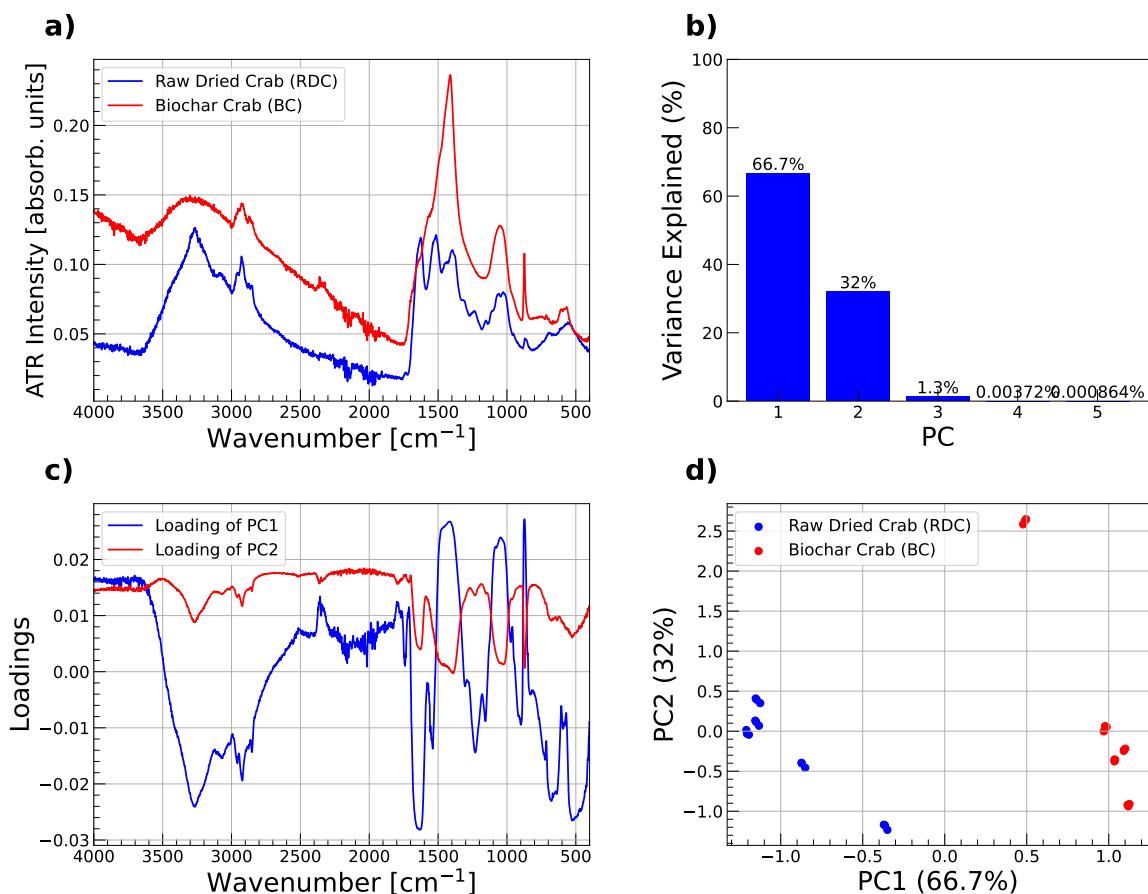 a)
ATR Intensity [absorb. units]
0.20
0.15
0.10
0.05
Raw Dried Crab (RDC)
Biochar Crab (BC)
4000 3500 3000 2500 2000 1500 1000 500
Wavenumber [cm⁻¹]
b)
Variance Explained (%)
100
80
60
40
20
0
66.7%
32%
1.3%
0.00372%
0.000864%
1 2 3 4 5
PC
c)
Loadings
0.02
0.01
0.00
−0.01
−0.02
−0.03
Loading of PC1
Loading of PC2
4000 3500 3000 2500 2000 1500 1000 500
Wavenumber [cm⁻¹]
d)
PC2 (32%)
2.5
2.0
1.5
1.0
0.5
0.0
−0.5
−1.0
Raw Dried Crab (RDC)
Biochar Crab (BC)
−1.0 −0.5 0.0 0.5 1.0
PC1 (66.7%)